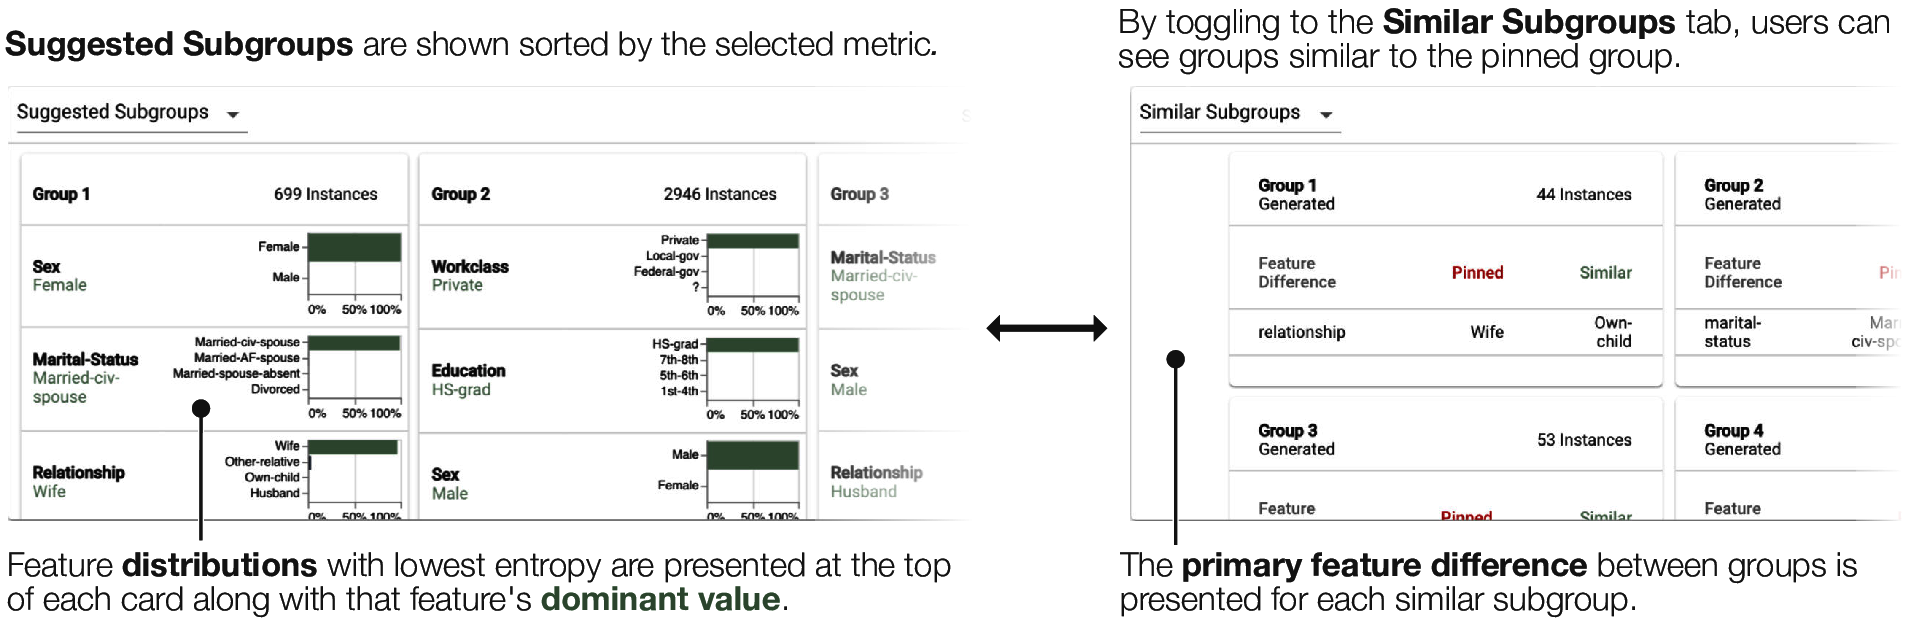 Suggested Subgroups are shown sorted by the selected metric.
By toggling to the Similar Subgroups tab, users can
see groups similar to the pinned group.
Suggested Subgroups
Group 1
699 Instances
Sex
Female
Female
Male
0% 50% 100%
Marital-Status
Married-civ-
spouse
Married-civ-spouse
Married-AF-spouse
Married-spouse-absent
Divorced
0% 50% 100%
Relationship
Wife
Wife
Other-relative
Own-child
Husband
0% 50% 100%
Group 2
2946 Instances
Workclass
Private
Private
Local-gov
Federal-gov
?
0% 50% 100%
Education
HS-grad
HS-grad
7th-8th
5th-6th
1st-4th
0% 50% 100%
Sex
Male
Male
Female
0% 50% 100%
Group 3
Marital-Status
Married-civ-
spouse
Sex
Male
Relationship
Husband
Similar Subgroups
Group 1
Generated
44 Instances
Feature
Difference
Pinned
Similar
relationship
Wife
Own-
child
Group 2
Generated
Feature
Difference
Pin
marital-
status
Mar
civ-spo
Group 3
Generated
53 Instances
Feature
Pinned
Similar
Group 4
Generated
Feature
Feature distributions with lowest entropy are presented at the top
of each card along with that feature's dominant value.
The primary feature difference between groups is
presented for each similar subgroup.